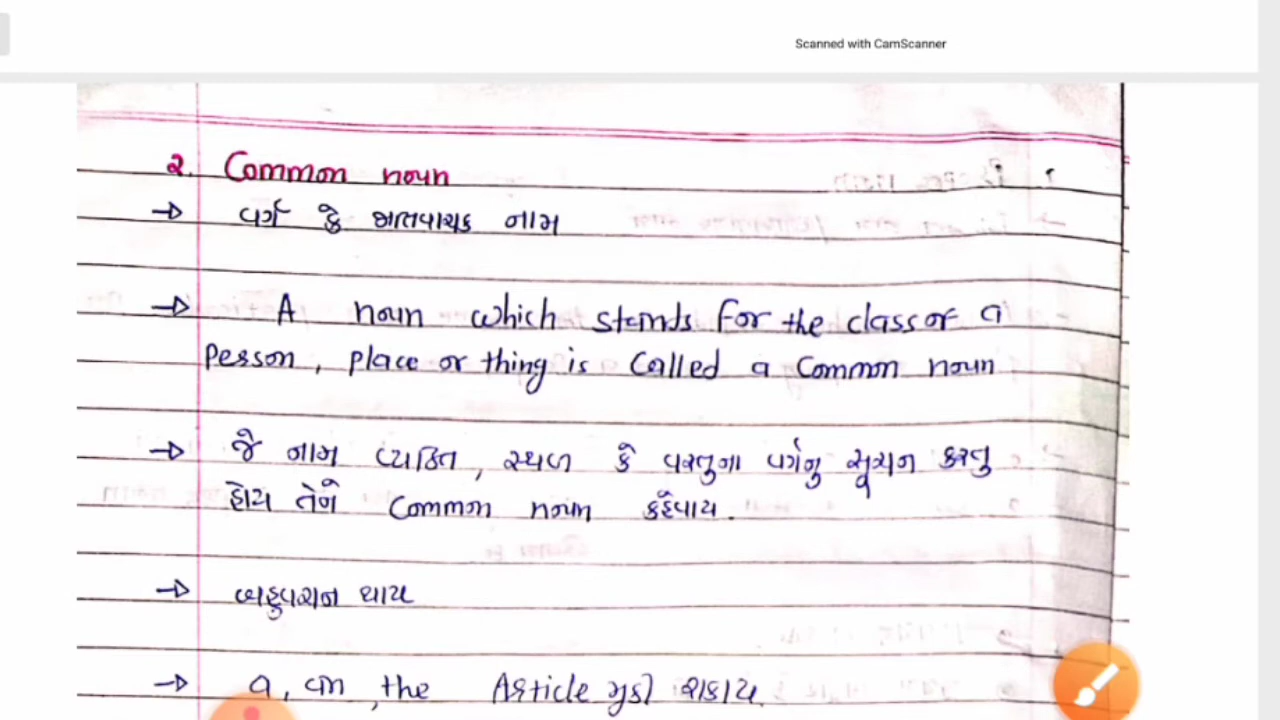 Scanned with CamScanner
૨. Common noun
→ વર્ગ કે જાતવાચક નામ
→ A noun which stands for the class of a
person, place or thing is called a common noun
→ જે નામ વ્યકિત, સ્થળ કે વસ્તુના વર્ગનુ સૂચન કરતુ
હોય તેને Common noun કહેવાય.
→ બહુવચન થાય
→ a, an, the Article મુકી શકાય